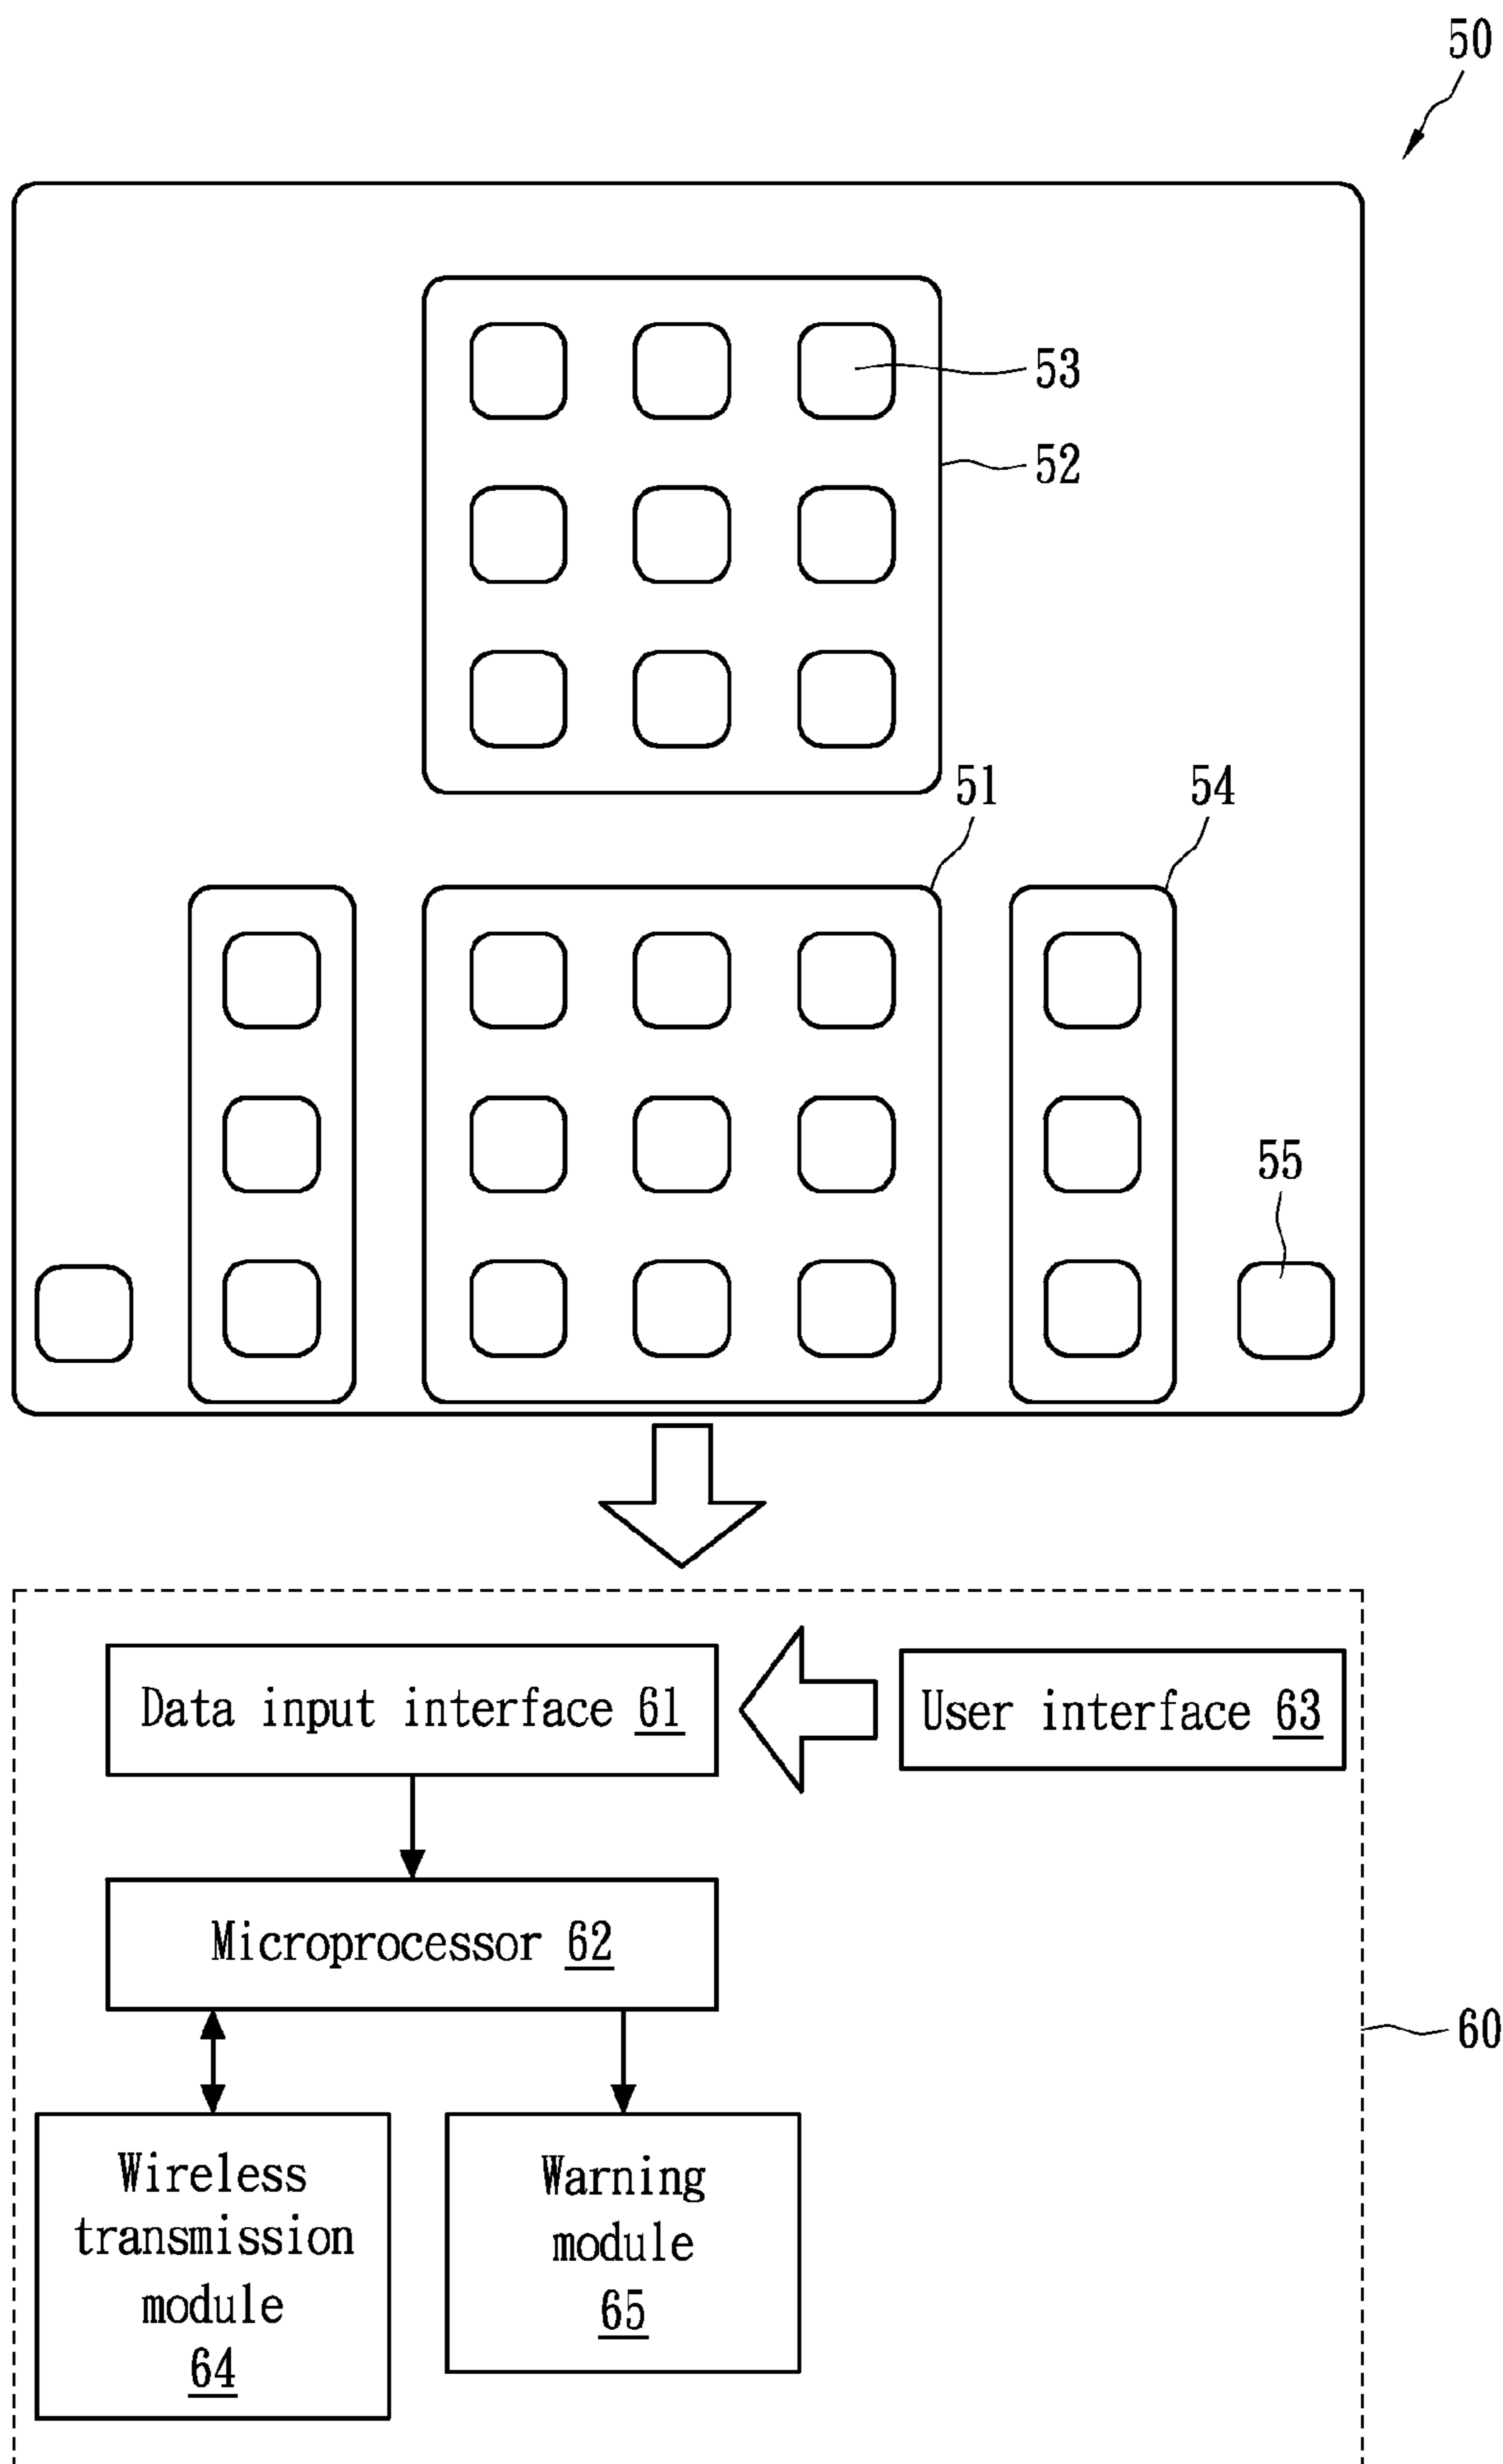 50
53
52
51
54
55
Data input interface 61
User interface 63
Microprocessor 62
60
Wireless
transmission
module
64
Warning
module
65